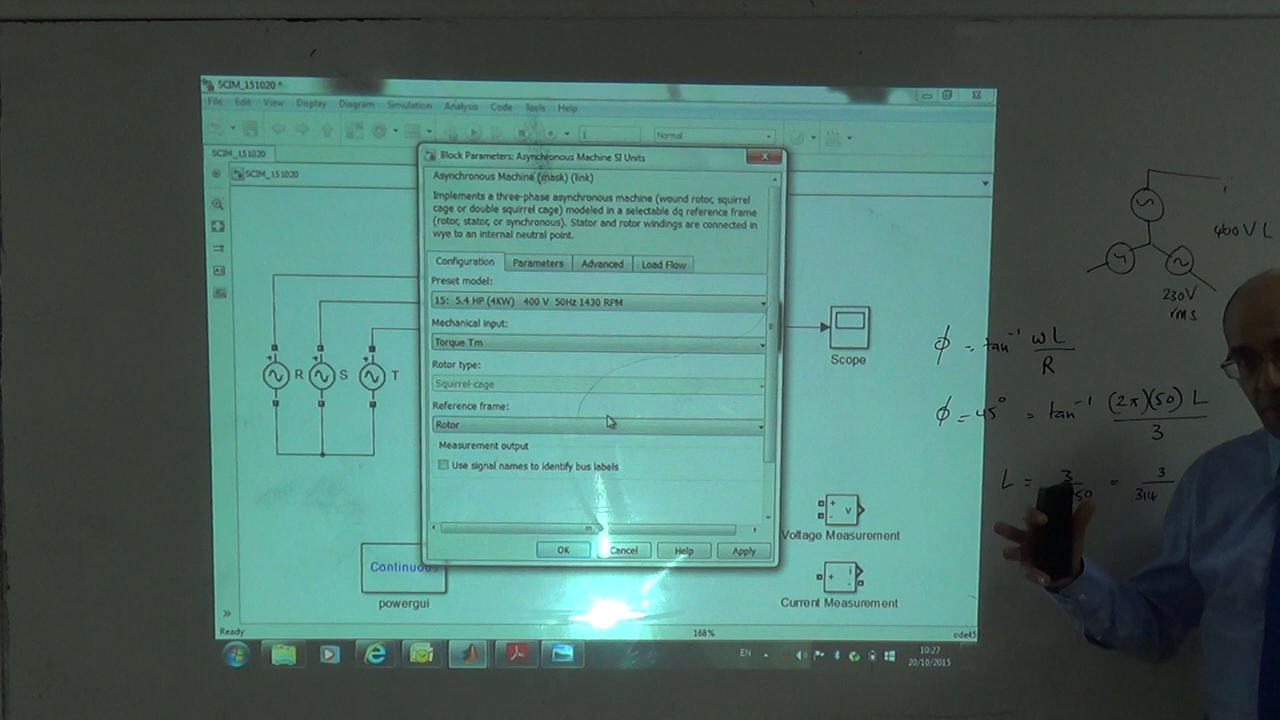 SCIM_151020 *
File Edit View Display Diagram Simulation Analysis Code Tools Help
1 Normal
SCIM_151020
SCIM_151020
Block Parameters: Asynchronous Machine SI Units
Asynchronous Machine (mask) (link)
Implements a three-phase asynchronous machine (wound rotor, squirrel
cage or double squirrel cage) modeled in a selectable dq reference frame
(rotor, stator, or synchronous). Stator and rotor windings are connected in
wye to an internal neutral point.
Configuration Parameters Advanced Load Flow
Preset model:
15: 5.4 HP (4KW) 400 V 50Hz 1430 RPM
Mechanical input:
Torque Tm
Rotor type:
Squirrel-cage
Reference frame:
Rotor
Measurement output
Use signal names to identify bus labels
OK Cancel Help Apply
R S T
Scope
Voltage Measurement
Current Measurement
Continuous
powergui
Ready 168% ode45
EN 10:27
20/10/2015
400 V L
230V
rms
ϕ = tan⁻¹ ωL
R
ϕ = 45° = tan⁻¹ (2π)(50) L
3
L = 3 = 3
50 314